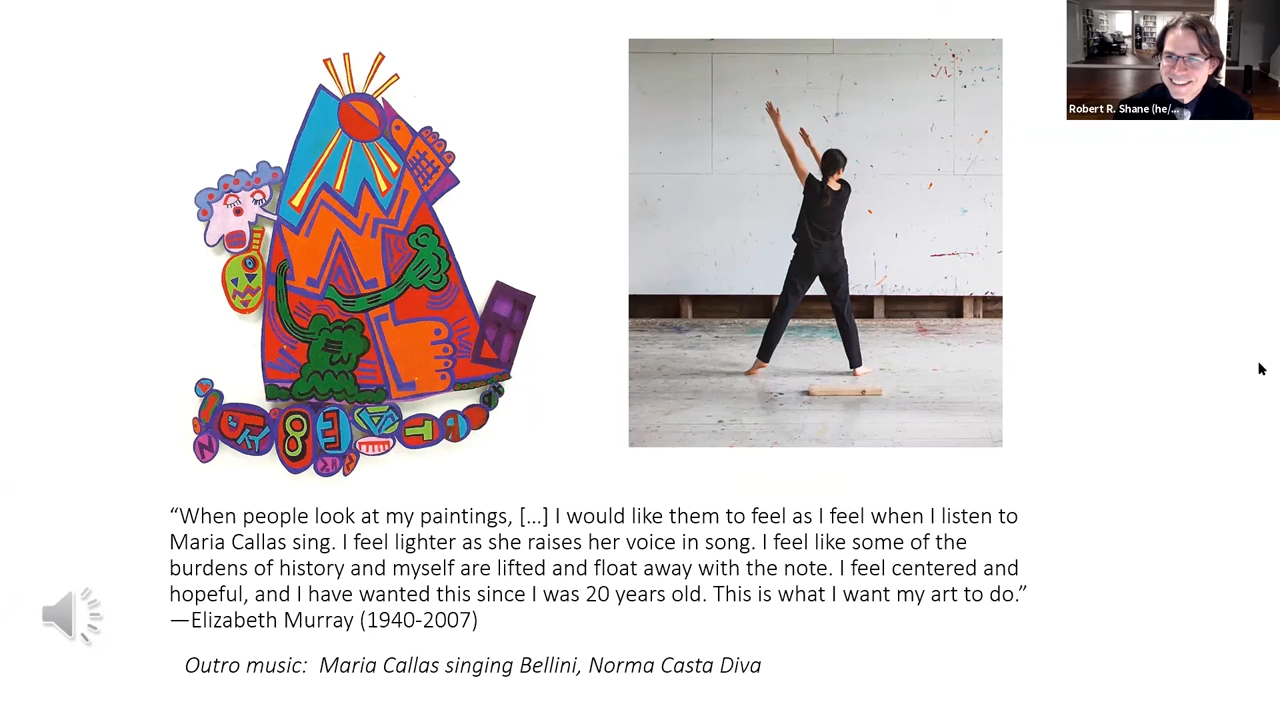 Robert R. Shane (he/...
“When people look at my paintings, […] I would like them to feel as I feel when I listen to
Maria Callas sing. I feel lighter as she raises her voice in song. I feel like some of the
burdens of history and myself are lifted and float away with the note. I feel centered and
hopeful, and I have wanted this since I was 20 years old. This is what I want my art to do.”
—Elizabeth Murray (1940-2007)
Outro music:  Maria Callas singing Bellini, Norma Casta Diva